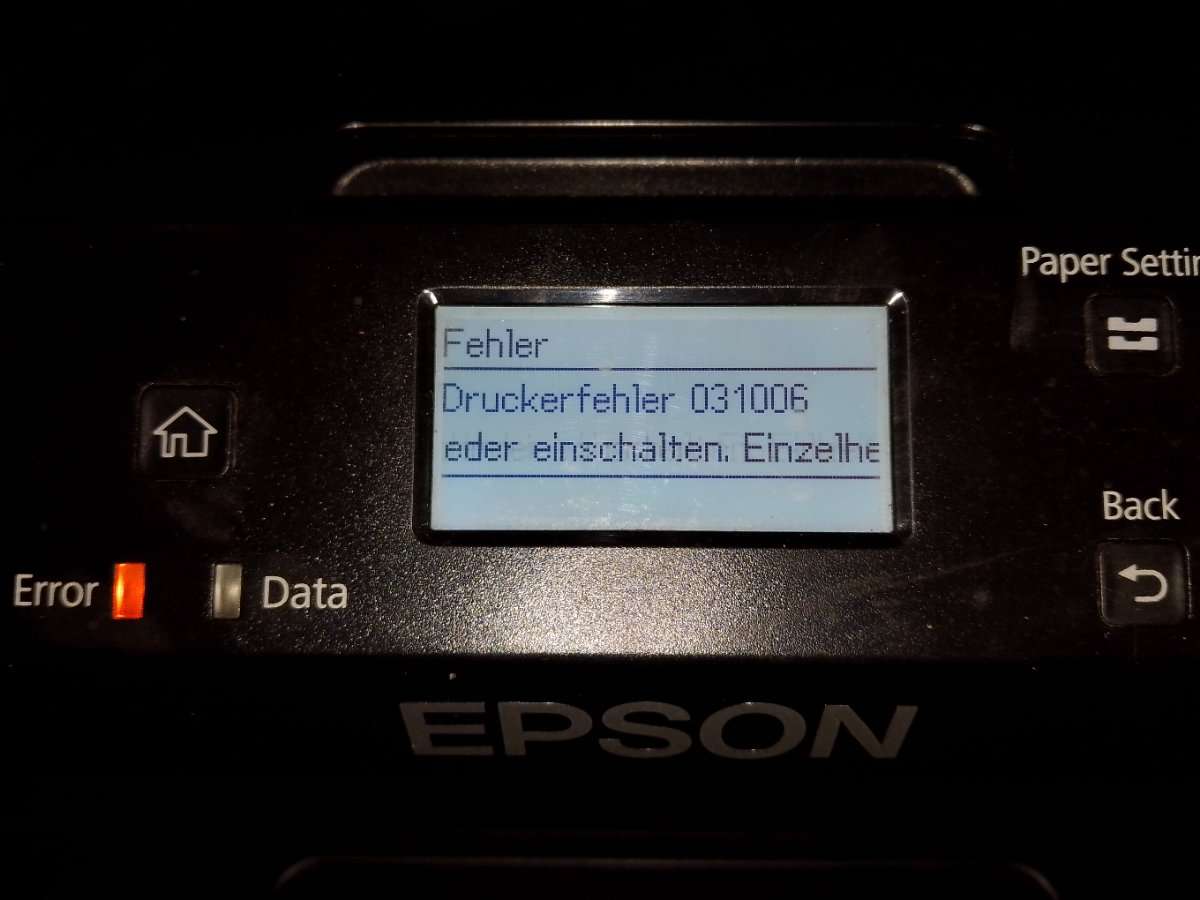 Paper Settin
Fehler
Druckerfehler 031006
eder einschalten. Einzelhe
Back
Error
Data
EPSON